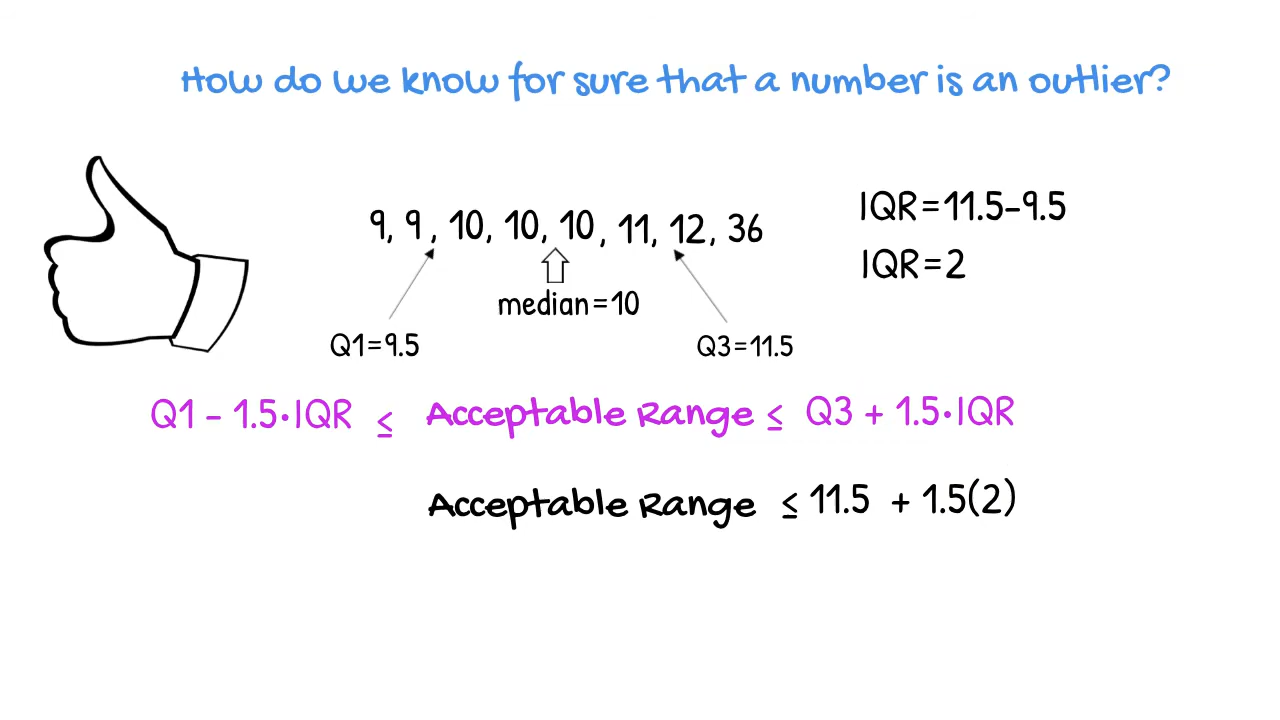 How do we know for sure that a number is an outlier?
9, 9, 10, 10, 10, 11, 12, 36
IQR=11.5-9.5
IQR=2
median=10
Q1=9.5
Q3=11.5
Q1 - 1.5·IQR ≤ Acceptable Range ≤ Q3 + 1.5·IQR
Acceptable Range ≤ 11.5 + 1.5(2)